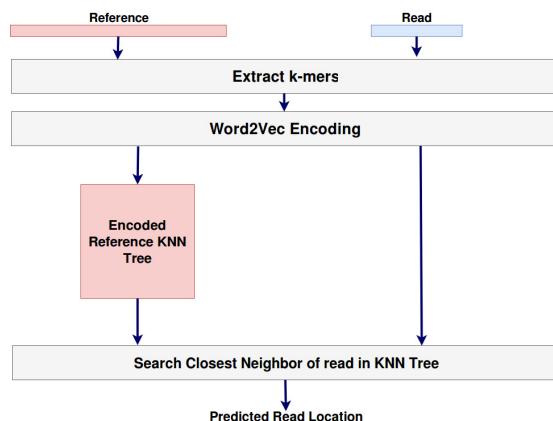 Reference
Read
Extract k-mers
Word2Vec Encoding
Encoded
Reference KNN
Tree
Search Closest Neighbor of read in KNN Tree
Predicted Read Location